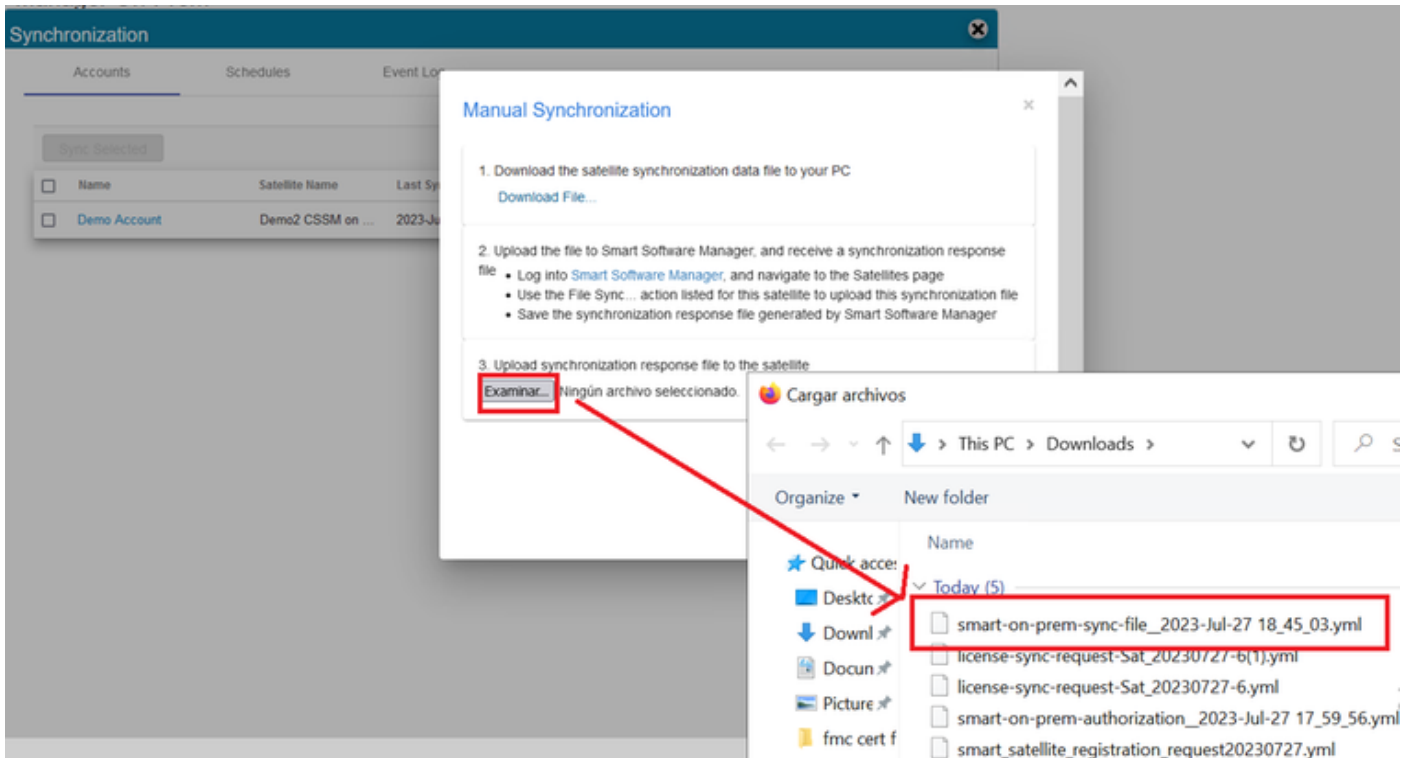 Synchronization
Accounts Schedules Event Log
Sync Selected
Name Satellite Name Last Sy
Demo Account Demo2 CSSM on ... 2023-Ju
Manual Synchronization
1. Download the satellite synchronization data file to your PC
Download File...
2. Upload the file to Smart Software Manager, and receive a synchronization response
file
• Log into Smart Software Manager, and navigate to the Satellites page
• Use the File Sync... action listed for this satellite to upload this synchronization file
• Save the synchronization response file generated by Smart Software Manager
3. Upload synchronization response file to the satellite
Examinar... Ningún archivo seleccionado.
Cargar archivos
This PC > Downloads >
Organize New folder
Name
Quick acce
Today (5)
Deskto
smart-on-prem-sync-file_2023-Jul-27 18_45_03.yml
Downl
license-sync-request-Sat_20230727-6(1).yml
Docun
license-sync-request-Sat_20230727-6.yml
Picture
smart-on-prem-authorization_2023-Jul-27 17_59_56.yml
fmc cert f
smart_satellite_registration_request20230727.yml